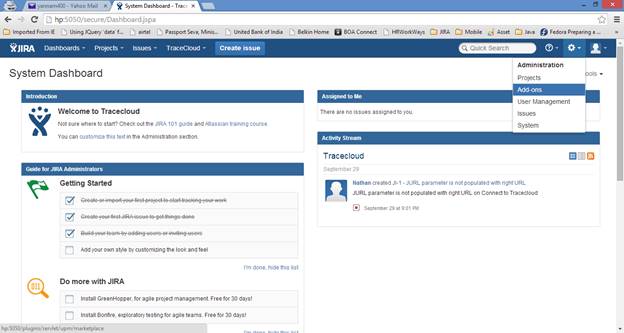 yannam400 - Yahoo Mail
System Dashboard - Trace
hp:5050/secure/Dashboard.jspa
Apps
Imported From IE
Using JQuery 'data' f
airtel
Passport Seva, Minist
United Bank of India
Belkin Home
BOA Connect
HRWorkWays
JIRA
Mobile
Asset
Java
Fedora Preparing a
JIRA
Dashboards
Projects
Issues
TraceCloud
Create issue
Quick Search
System Dashboard
ools
Administration
Projects
Add-ons
User Management
Issues
System
Introduction
Welcome to Tracecloud
Not sure where to start? Check out the JIRA 101 guide and Atlassian training course
You can customize this text in the Administration section.
Guide for JIRA Administrators
Getting Started
Create or import your first project to start tracking your work
Create your first JIRA issue to get things done
Build your team by adding users or inviting users
Add your own style by customizing the look and feel
I'm done, hide this list
011
Do more with JIRA
Install GreenHopper, for agile project management. Free for 30 days!
Install Bonfire, exploratory testing for agile teams. Free for 30 days!
I'm done, hide this list
Assigned to Me
There are no issues assigned to you.
Activity Stream
Tracecloud
September 29
Nathan created JI-1 - JURL parameter is not populated with right URL
JURL parameter is not populated with right URL on Connect to Tracecloud
September 29 at 9:01 PM
hp:5050/plugins/servlet/upm/marketplace